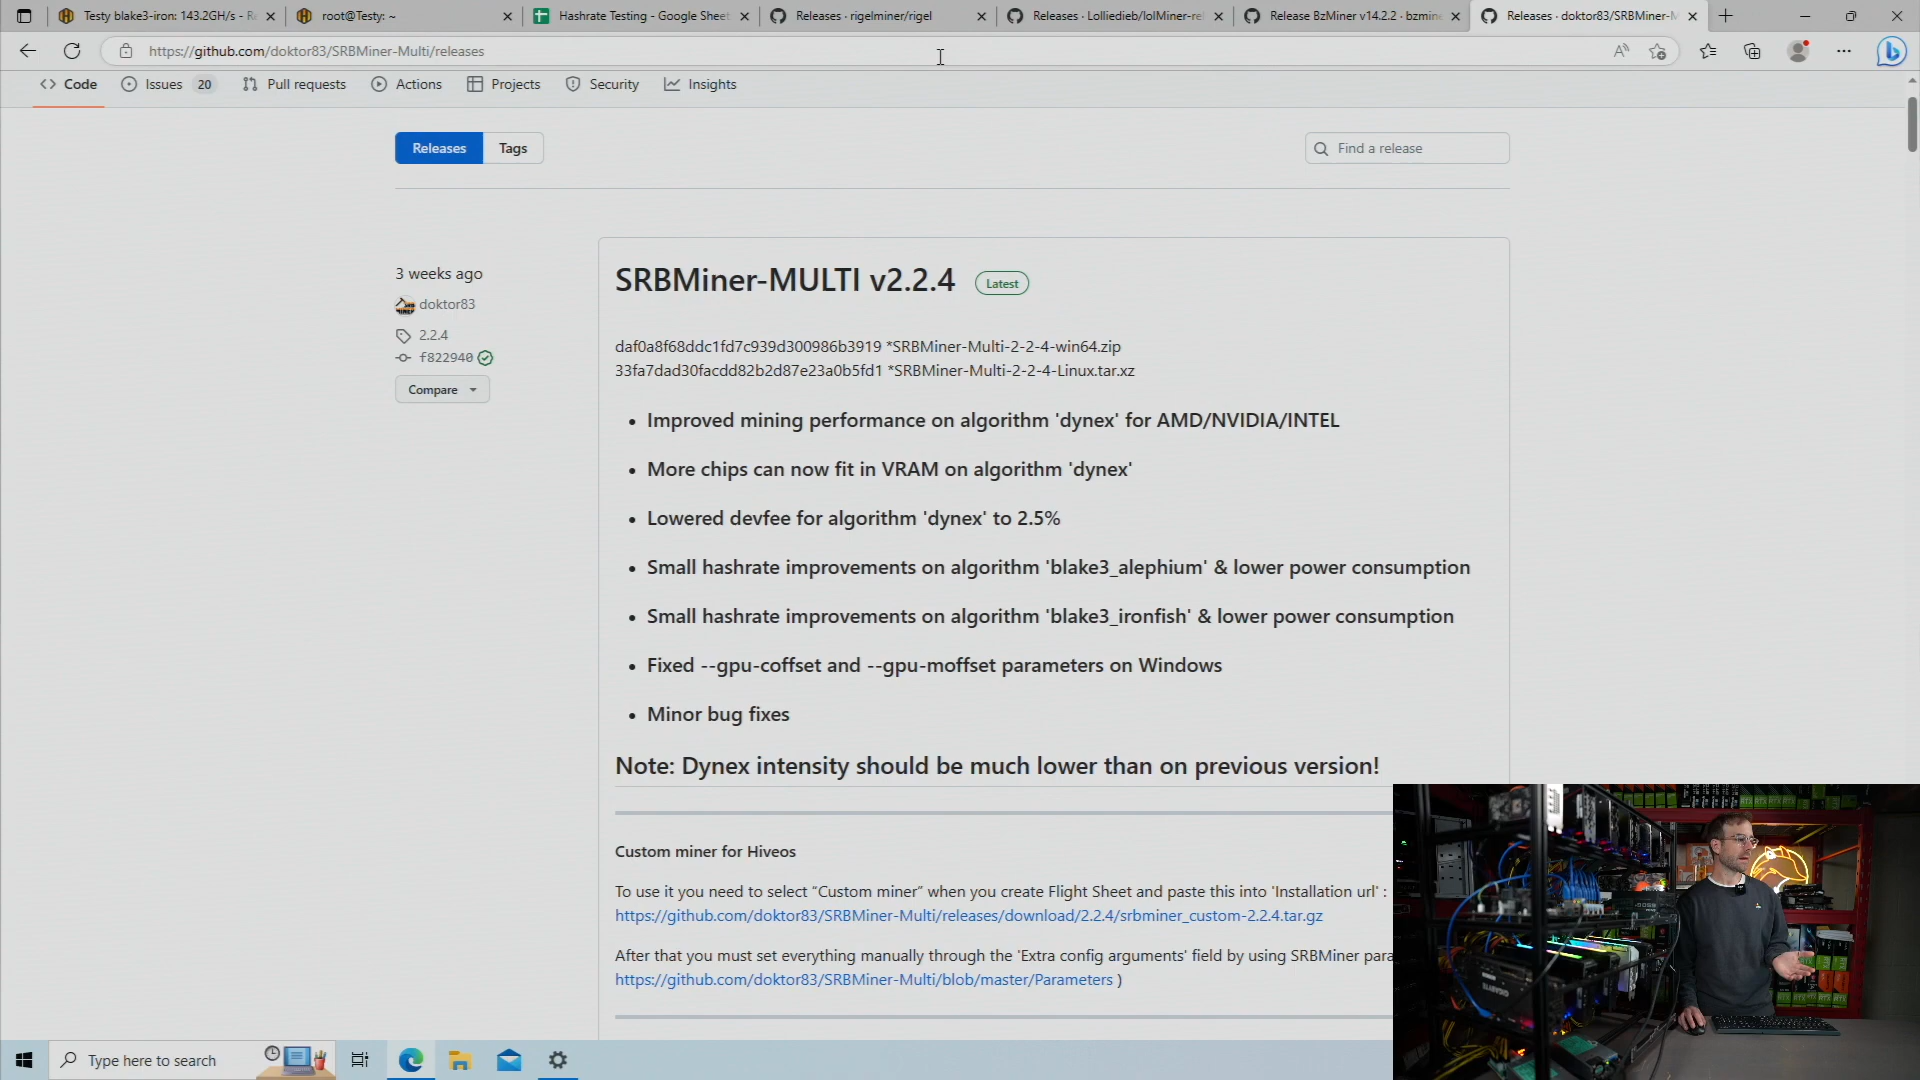 Testy blake3-iron: 143.2GH/s - R
root@Testy: ~
Hashrate Testing - Google Sheet
Releases · rigelminer/rigel
Releases · Lolliedieb/lolMiner-re
Release BzMiner v14.2.2 · bzmine
Releases · doktor83/SRBMiner-M
https://github.com/doktor83/SRBMiner-Multi/releases
Code
Issues 20
Pull requests
Actions
Projects
Security
Insights
Releases
Tags
Find a release
3 weeks ago
doktor83
2.2.4
f822940
Compare
SRBMiner-MULTI v2.2.4
Latest
daf0a8f68ddc1fd7c939d300986b3919 *SRBMiner-Multi-2-2-4-win64.zip
33fa7dad30facdd82b2d87e23a0b5fd1 *SRBMiner-Multi-2-2-4-Linux.tar.xz
• Improved mining performance on algorithm 'dynex' for AMD/NVIDIA/INTEL
• More chips can now fit in VRAM on algorithm 'dynex'
• Lowered devfee for algorithm 'dynex' to 2.5%
• Small hashrate improvements on algorithm 'blake3_alephium' & lower power consumption
• Small hashrate improvements on algorithm 'blake3_ironfish' & lower power consumption
• Fixed --gpu-coffset and --gpu-moffset parameters on Windows
• Minor bug fixes
Note: Dynex intensity should be much lower than on previous version!
Custom miner for Hiveos
To use it you need to select “Custom miner” when you create Flight Sheet and paste this into 'Installation url' :
https://github.com/doktor83/SRBMiner-Multi/releases/download/2.2.4/srbminer_custom-2.2.4.tar.gz
After that you must set everything manually through the 'Extra config arguments' field by using SRBMiner para
https://github.com/doktor83/SRBMiner-Multi/blob/master/Parameters )
Type here to search
GIGABYTE